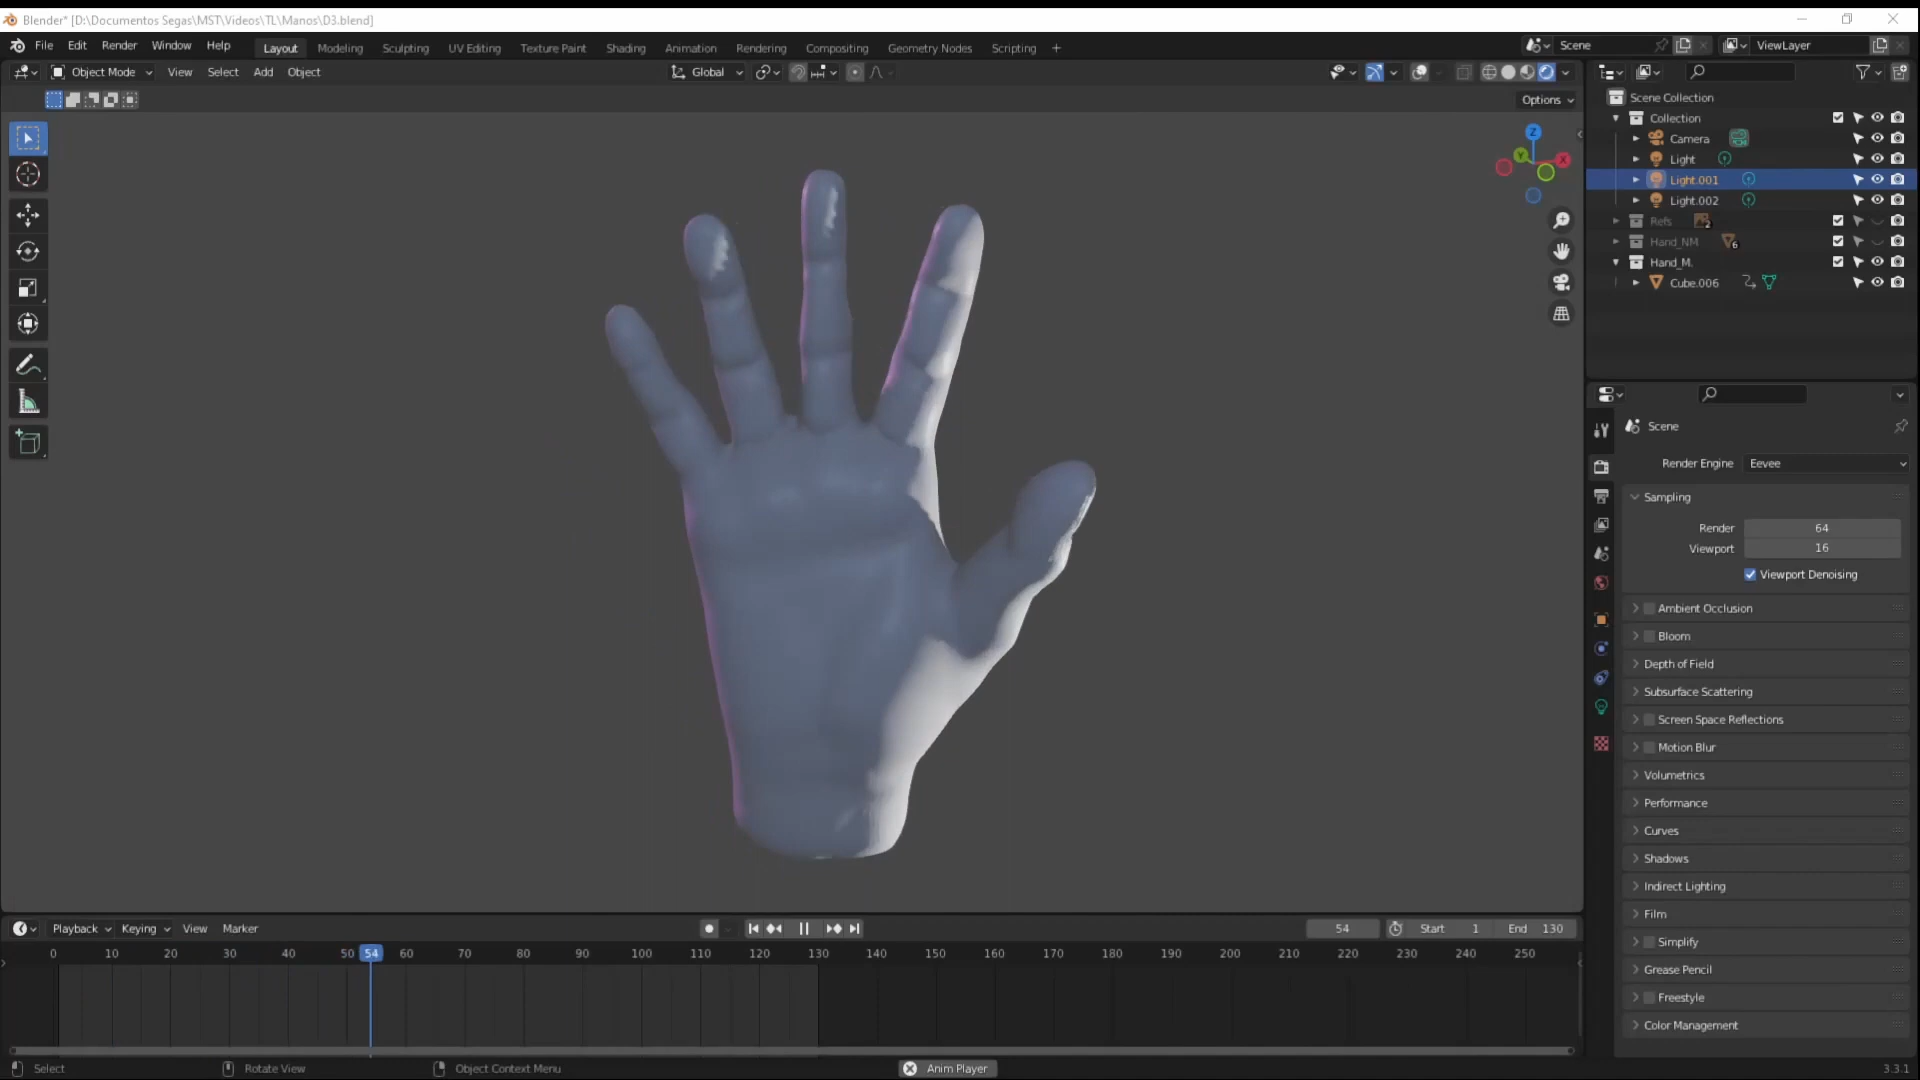 Blender* [D:\Documentos Segas\MST\Videos\TL\Manos\D3.blend]
File Edit Render Window Help Layout Modeling Sculpting UV Editing Texture Paint Shading Animation Rendering Compositing Geometry Nodes Scripting + Scene ViewLayer
Object Mode View Select Add Object Global
Options
Z
Y X
Scene Collection
Collection
Camera
Light
Light.001
Light.002
Refs 2
Hand_NM 6
Hand_M.
Cube.006
Scene
Render Engine Eevee
Sampling
Render 64
Viewport 16
Viewport Denoising
Ambient Occlusion
Bloom
Depth of Field
Subsurface Scattering
Screen Space Reflections
Motion Blur
Volumetrics
Performance
Curves
Shadows
Indirect Lighting
Film
Simplify
Grease Pencil
Freestyle
Color Management
Playback Keying View Marker 54 Start 1 End 130
0 10 20 30 40 50 54 60 70 80 90 100 110 120 130 140 150 160 170 180 190 200 210 220 230 240 250
Select Rotate View Object Context Menu Anim Player 3.3.1